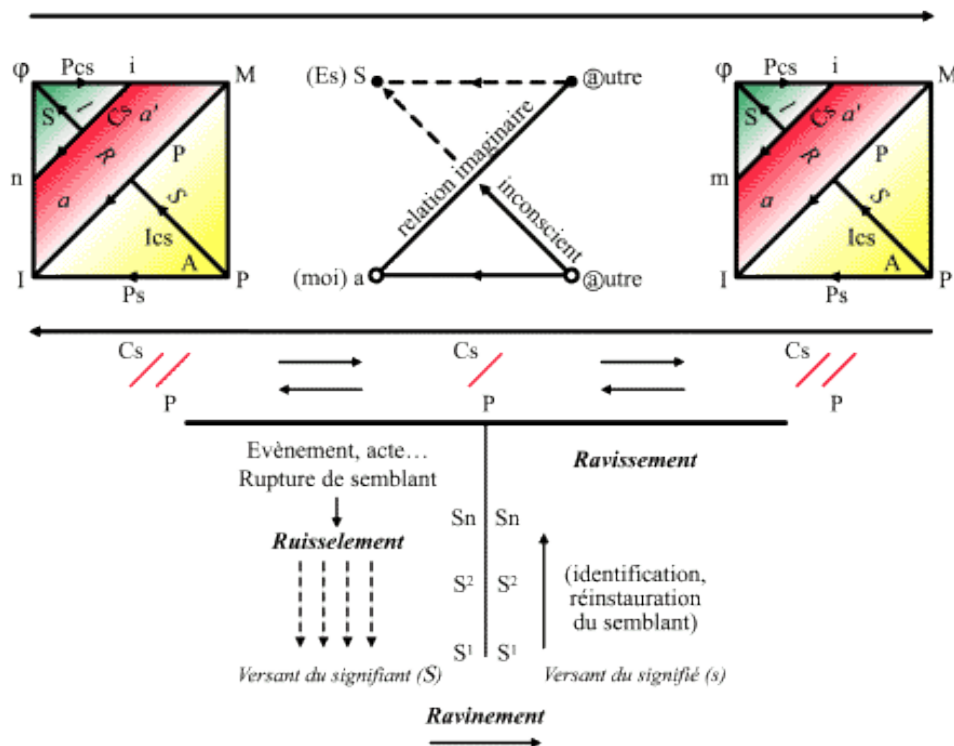 φ Pcs i M
S I Cs a'
R P
n a S
Ics
I A P
Ps
(Es) S ⓐutre
relation imaginaire
inconscient
(moi) a ⓐutre
φ Pcs i M
S I Cs a'
R P
m a S
Ics
I A P
Ps
Cs Cs Cs
P P P
Evènement, acte…
Rupture de semblant
Ruisselement
Ravissement
Sn Sn
S² S²
S¹ S¹
(identification,
réinstauration
du semblant)
Versant du signifiant (S)
Versant du signifié (s)
Ravinement